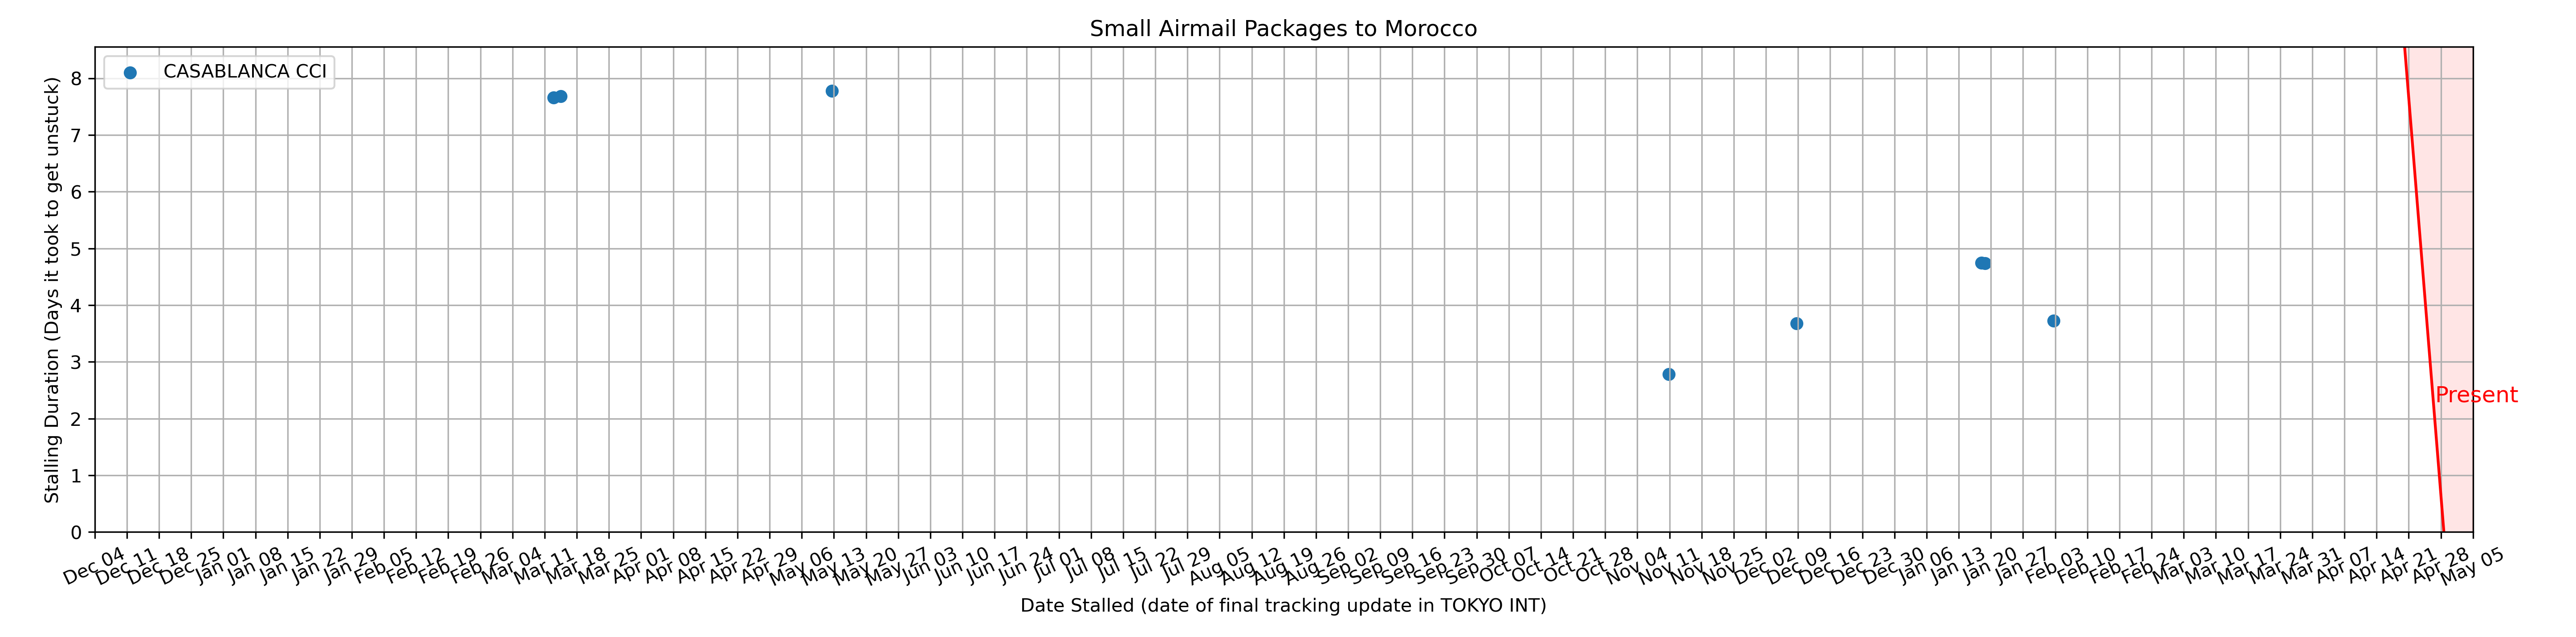 Small Airmail Packages to Morocco
CASABLANCA CCI
Stalling Duration (Days it took to get unstuck)
8
7
6
5
4
3
2
1
0
Present
Dec 04
Dec 11
Dec 18
Dec 25
Jan 01
Jan 08
Jan 15
Jan 22
Jan 29
Feb 05
Feb 12
Feb 19
Feb 26
Mar 04
Mar 11
Mar 18
Mar 25
Apr 01
Apr 08
Apr 15
Apr 22
Apr 29
May 06
May 13
May 20
May 27
Jun 03
Jun 10
Jun 17
Jun 24
Jul 01
Jul 08
Jul 15
Jul 22
Jul 29
Aug 05
Aug 12
Aug 19
Aug 26
Sep 02
Sep 09
Sep 16
Sep 23
Sep 30
Oct 07
Oct 14
Oct 21
Oct 28
Nov 04
Nov 11
Nov 18
Nov 25
Dec 02
Dec 09
Dec 16
Dec 23
Dec 30
Jan 06
Jan 13
Jan 20
Jan 27
Feb 03
Feb 10
Feb 17
Feb 24
Mar 03
Mar 10
Mar 17
Mar 24
Mar 31
Apr 07
Apr 14
Apr 21
Apr 28
May 05
Date Stalled (date of final tracking update in TOKYO INT)